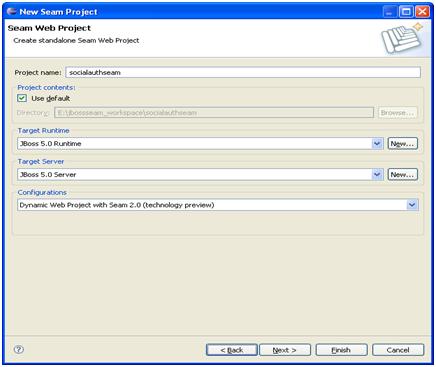 New Seam Project
Seam Web Project
Create standalone Seam Web Project
Project name: socialauthseam
Project contents:
Use default
Directory: E:\jbossseam_workspace\socialauthseam Browse...
Target Runtime
JBoss 5.0 Runtime New...
Target Server
JBoss 5.0 Server New...
Configurations
Dynamic Web Project with Seam 2.0 (technology preview)
? < Back Next > Finish Cancel